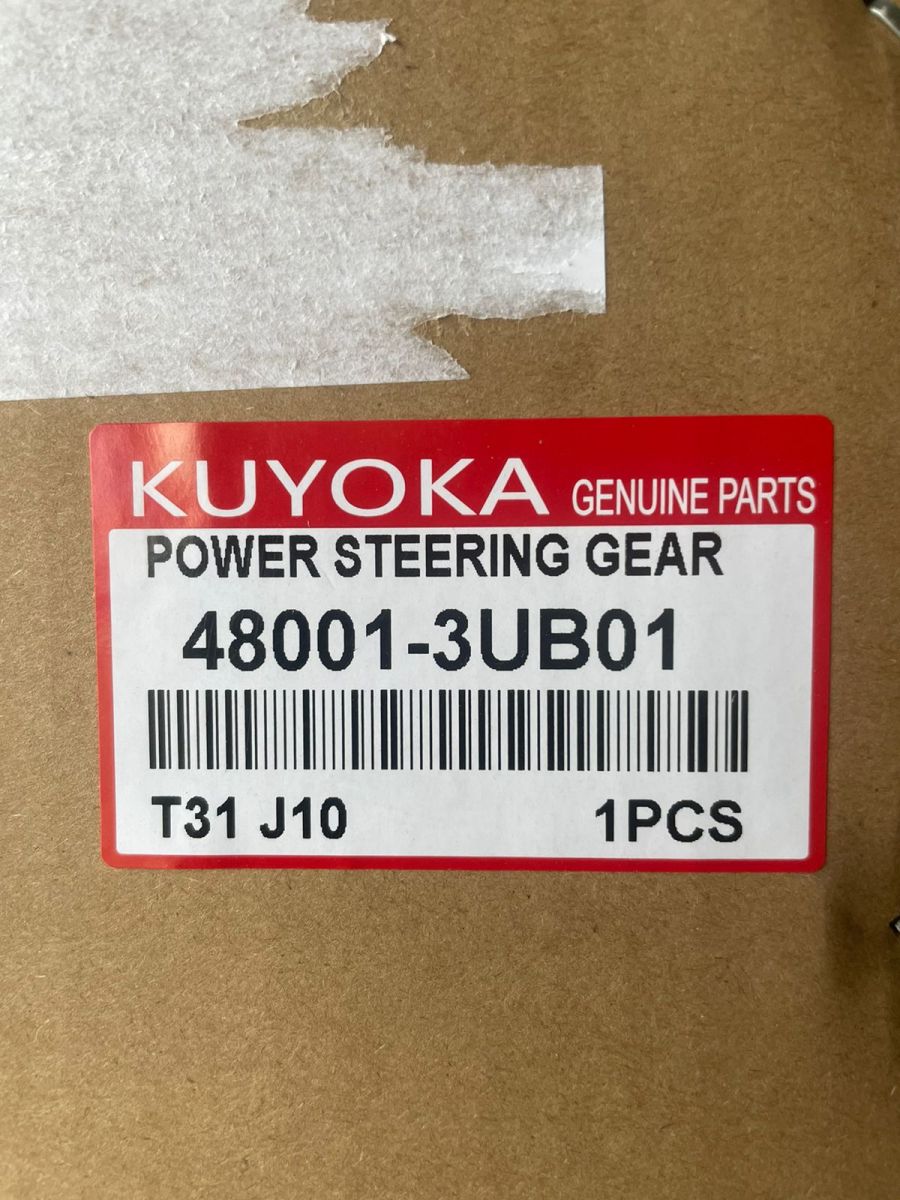 KUYOKA GENUINE PARTS
POWER STEERING GEAR
48001-3UB01
T31 J10 1PCS